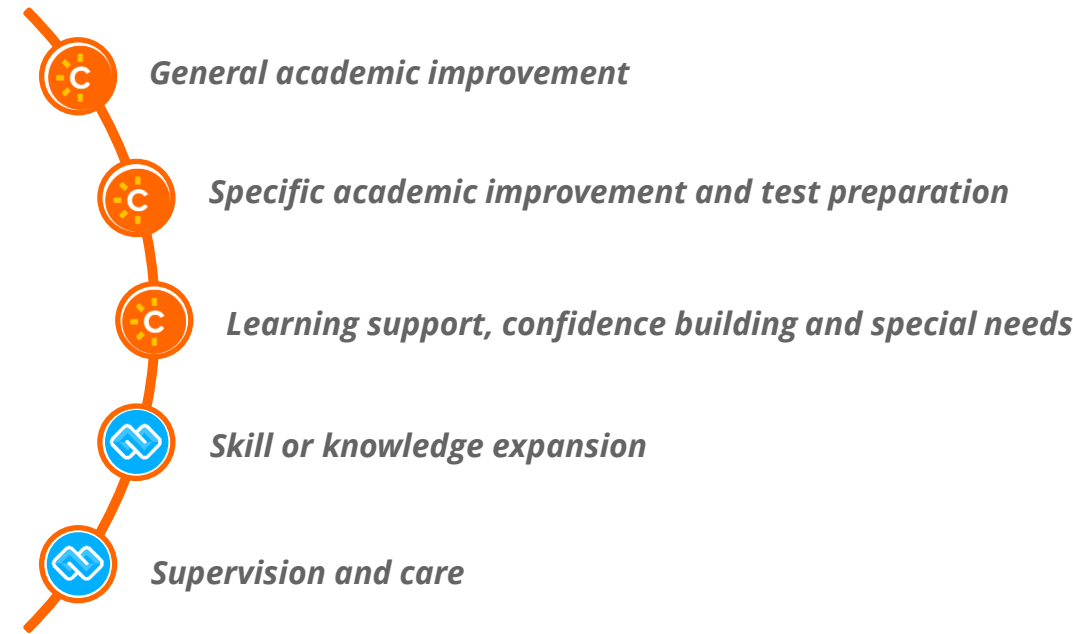 C
General academic improvement
C
Specific academic improvement and test preparation
C
Learning support, confidence building and special needs
Skill or knowledge expansion
Supervision and care